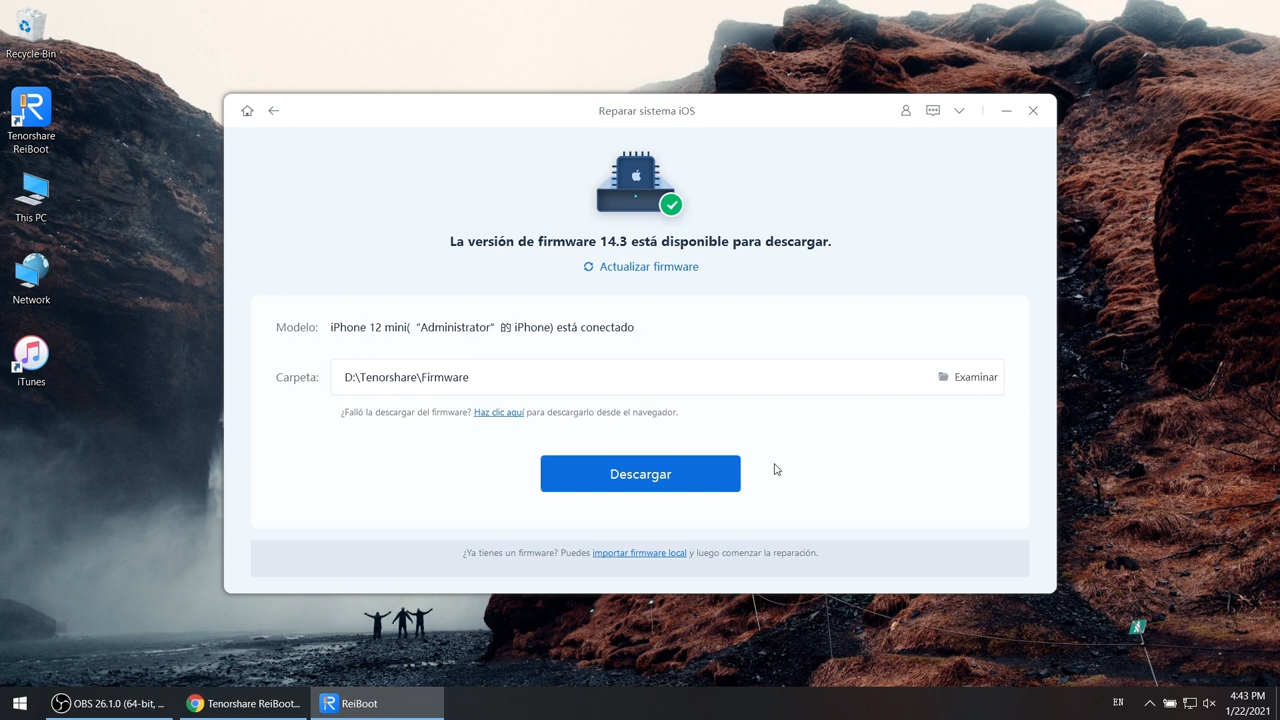 Recycle Bin
Tenorshare
ReiBoot
This PC
Network
iTunes
Reparar sistema iOS
La versión de firmware 14.3 está disponible para descargar.
Actualizar firmware
Modelo: iPhone 12 mini( “Administrator” 的 iPhone) está conectado
Carpeta: D:\Tenorshare\Firmware Examinar
¿Falló la descargar del firmware? Haz clic aquí para descargarlo desde el navegador.
Descargar
¿Ya tienes un firmware? Puedes importar firmware local y luego comenzar la reparación.
OBS 26.1.0 (64-bit, ...
Tenorshare ReiBoot...
ReiBoot
EN
4:43 PM
1/22/2021